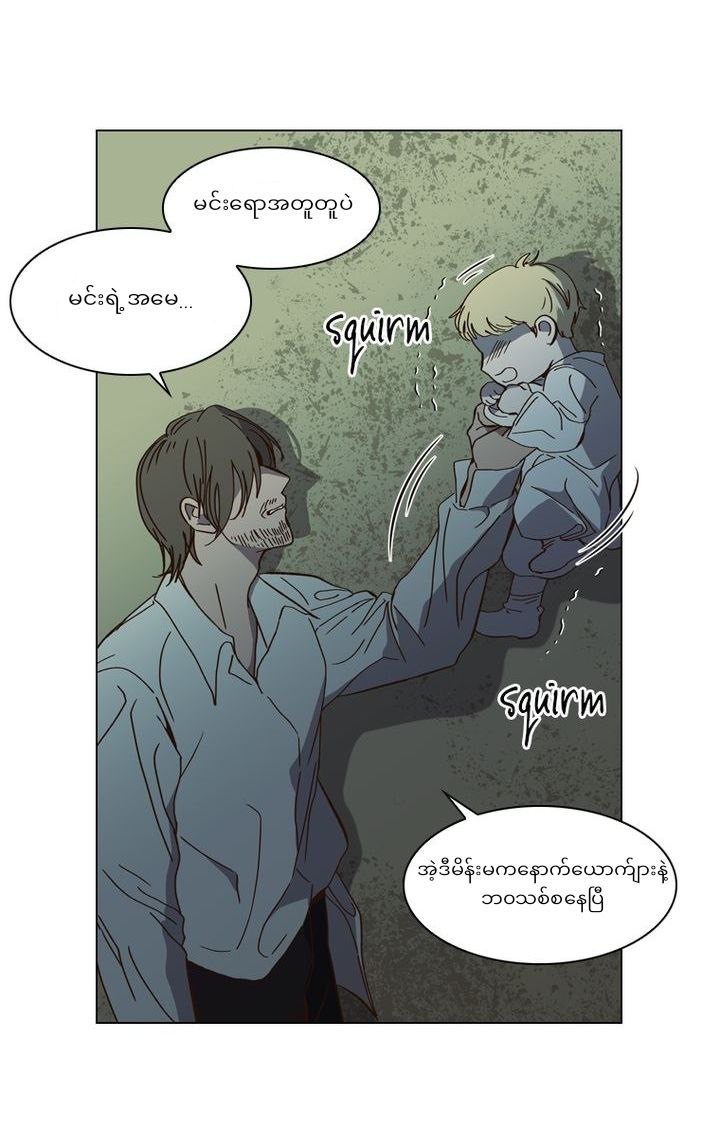 မင်းရောအတူတူပဲ
မင်းရဲ့အမေ...
squirm
squirm
အဲ့ဒီမိန်းမကနောက်ယောက်ျားနဲ့
ဘဝသစ်စနေပြီ